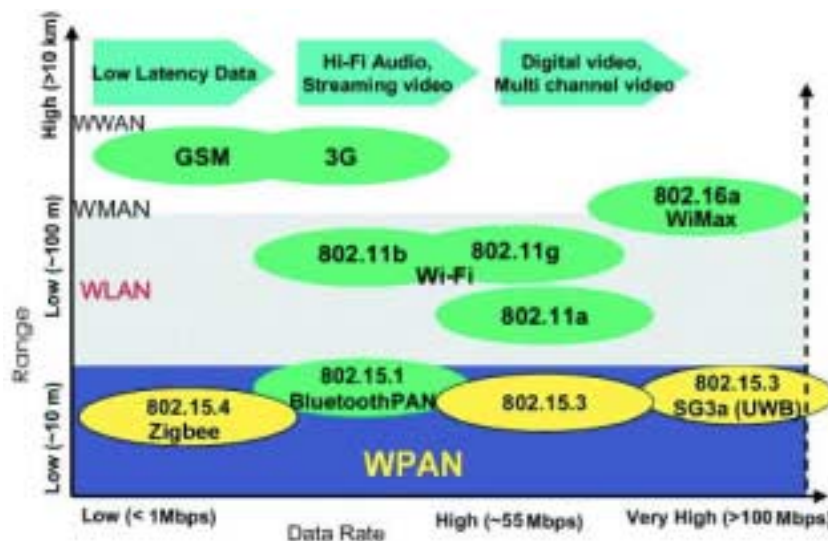 High (>10 km)
Low Latency Data
Hi-Fi Audio,
Streaming video
Digital video,
Multi channel video
WWAN
GSM
3G
WMAN
802.16a
WiMax
Low (~100 m)
802.11b
802.11g
Wi-Fi
WLAN
802.11a
Range
Low (~10 m)
802.15.4
Zigbee
802.15.1
BluetoothPAN
802.15.3
802.15.3
SG3a (UWB)
WPAN
Low (< 1Mbps)
Data Rate
High (~55 Mbps)
Very High (>100 Mbps)